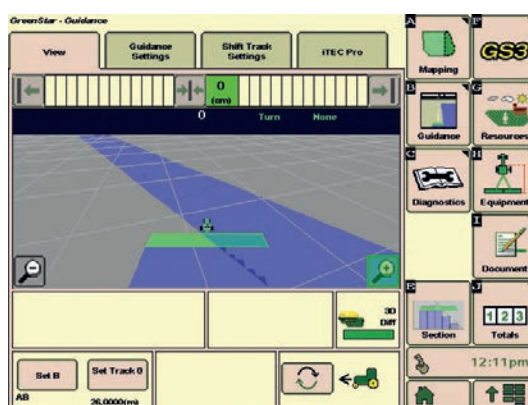 GreenStar - Guidance
View
Guidance
Settings
Shift Track
Settings
iTEC Pro
0
(cm)
0 Turn None
3D
Diff
Set B
Set Track 0
AB
26.0000(m)
A
Mapping
F
GS3
B
Guidance
G
Resources
C
Diagnostics
H
Equipment
I
Document
E
Section
J
1 2 3
Totals
12:11pm